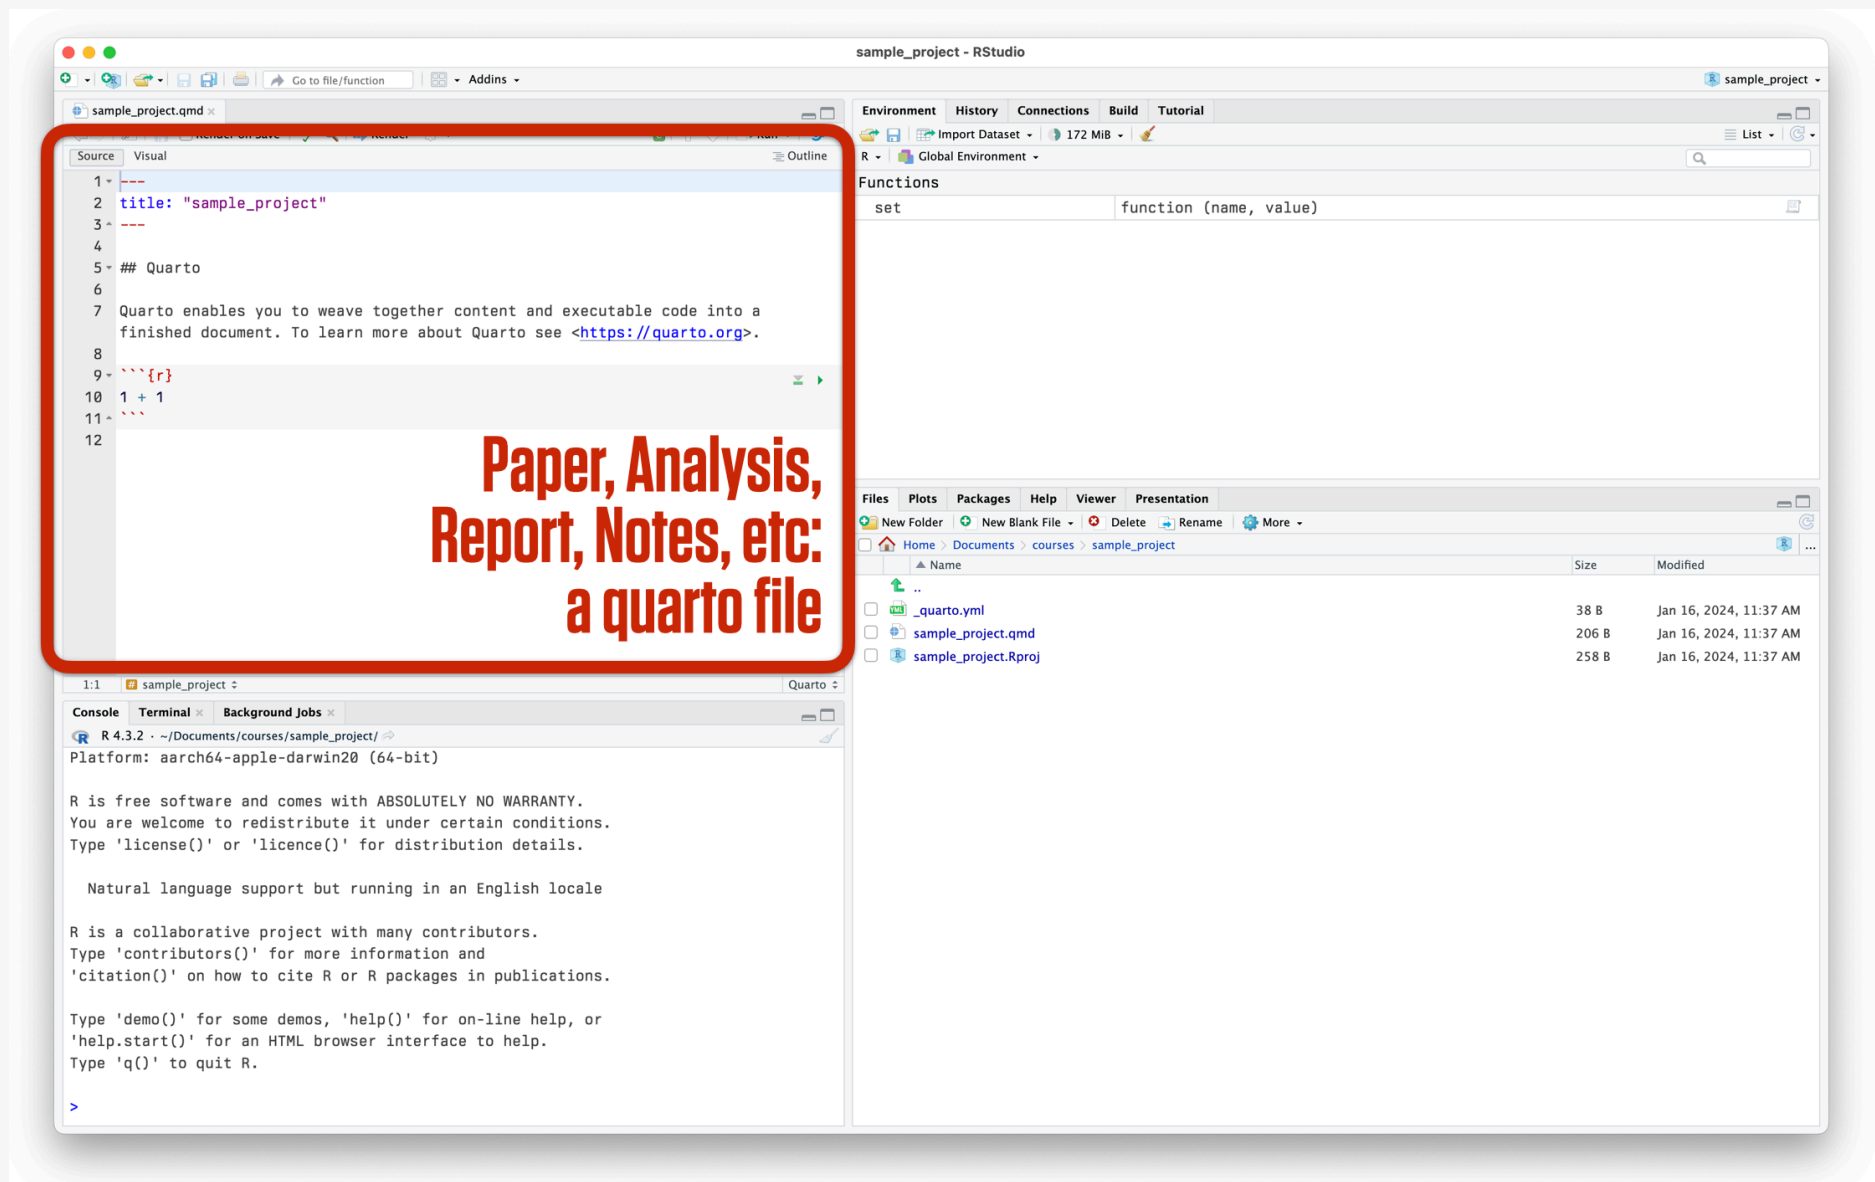 sample_project - RStudio
Go to file/function
Addins
sample_project
sample_project.qmd
Render on Save
Render
Run
Source Visual
Outline
1 ---
2 title: "sample_project"
3 ---
4
5 ## Quarto
6
7 Quarto enables you to weave together content and executable code into a
finished document. To learn more about Quarto see <https://quarto.org>.
8
9 ```{r}
10 1 + 1
11 ```
12
Paper, Analysis,
Report, Notes, etc:
a quarto file
1:1 # sample_project
Quarto
Console Terminal Background Jobs
R 4.3.2 · ~/Documents/courses/sample_project/
Platform: aarch64-apple-darwin20 (64-bit)
R is free software and comes with ABSOLUTELY NO WARRANTY.
You are welcome to redistribute it under certain conditions.
Type 'license()' or 'licence()' for distribution details.
Natural language support but running in an English locale
R is a collaborative project with many contributors.
Type 'contributors()' for more information and
'citation()' on how to cite R or R packages in publications.
Type 'demo()' for some demos, 'help()' for on-line help, or
'help.start()' for an HTML browser interface to help.
Type 'q()' to quit R.
>
Environment History Connections Build Tutorial
Import Dataset 172 MiB List
R Global Environment
Functions
set function (name, value)
Files Plots Packages Help Viewer Presentation
New Folder New Blank File Delete Rename More
Home > Documents > courses > sample_project ...
Name Size Modified
..
_quarto.yml 38 B Jan 16, 2024, 11:37 AM
sample_project.qmd 206 B Jan 16, 2024, 11:37 AM
sample_project.Rproj 258 B Jan 16, 2024, 11:37 AM